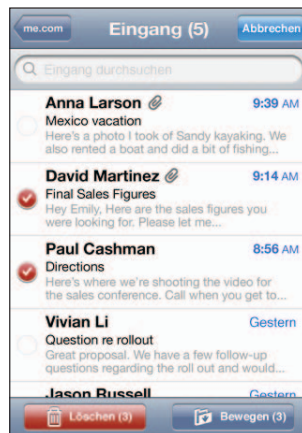 me.com
Eingang (5)
Abbrechen
Eingang durchsuchen
Anna Larson
9:39 AM
Mexico vacation
Here's a photo I took of Sandy kayaking. We
also rented a boat and did a bit of fishing...
David Martinez
9:14 AM
Final Sales Figures
Hey Emily, Here are the sales figures you
were looking for. Please let me...
Paul Cashman
8:56 AM
Directions
Here's where we're shooting the video for
the sales conference. Call when you get to...
Vivian Li
Gestern
Question re rollout
Great proposal. We have a few follow-up
questions regarding the roll out and would...
Jason Russell
Gestern
Löschen (3)
Bewegen (3)